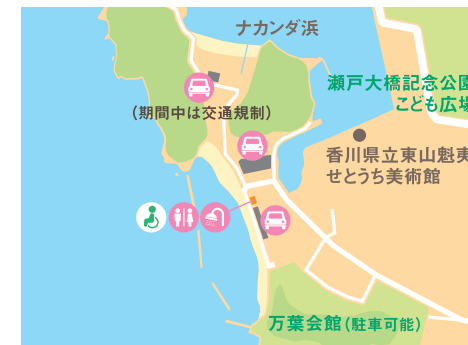 ナカンダ浜
瀬戸大橋記念公園
こども広場
(期間中は交通規制)
香川県立東山魁夷
せとうち美術館
万葉会館(駐車可能)